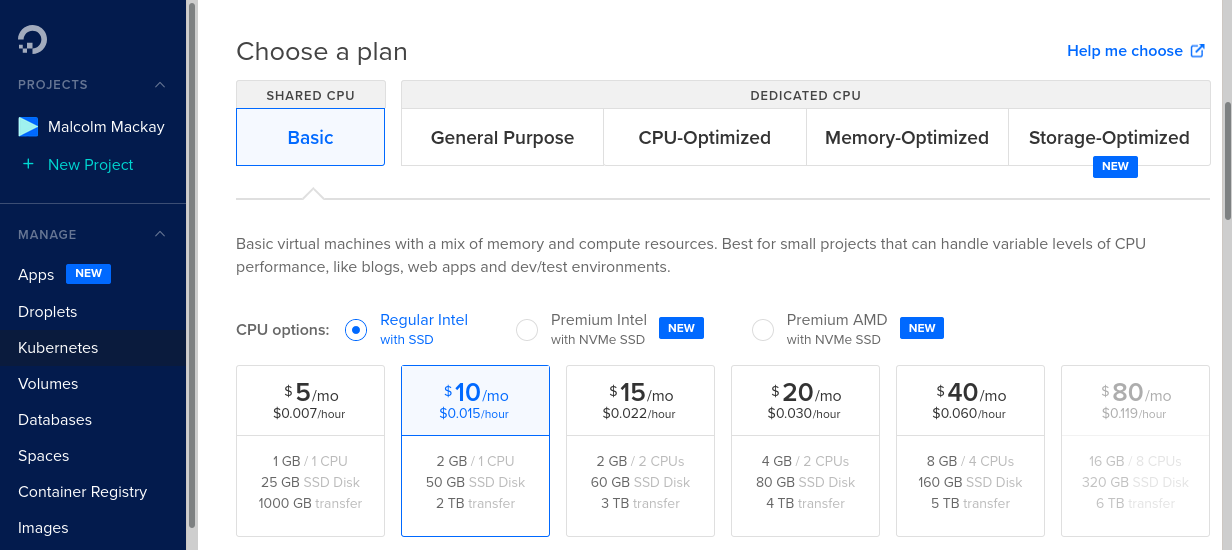 PROJECTS
Malcolm Mackay
+ New Project
MANAGE
Apps NEW
Droplets
Kubernetes
Volumes
Databases
Spaces
Container Registry
Images
Choose a plan
Help me choose
SHARED CPU
DEDICATED CPU
Basic
General Purpose
CPU-Optimized
Memory-Optimized
Storage-Optimized
NEW
Basic virtual machines with a mix of memory and compute resources. Best for small projects that can handle variable levels of CPU
performance, like blogs, web apps and dev/test environments.
CPU options:
Regular Intel
with SSD
Premium Intel
with NVMe SSD
NEW
Premium AMD
with NVMe SSD
NEW
$5/mo
$0.007/hour
1 GB / 1 CPU
25 GB SSD Disk
1000 GB transfer
$10/mo
$0.015/hour
2 GB / 1 CPU
50 GB SSD Disk
2 TB transfer
$15/mo
$0.022/hour
2 GB / 2 CPUs
60 GB SSD Disk
3 TB transfer
$20/mo
$0.030/hour
4 GB / 2 CPUs
80 GB SSD Disk
4 TB transfer
$40/mo
$0.060/hour
8 GB / 4 CPUs
160 GB SSD Disk
5 TB transfer
$80/mo
$0.119/hour
16 GB / 8 CPUs
320 GB SSD Disk
6 TB transfer